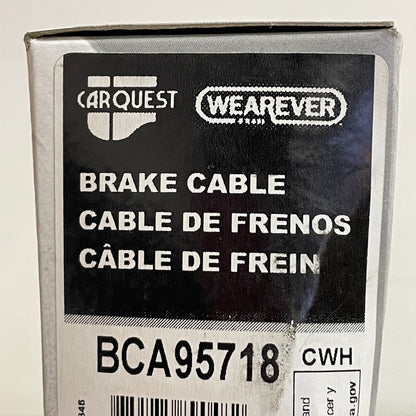 CARQUEST
WEAREVER
BRAKE CABLE
CABLE DE FRENOS
CÂBLE DE FREIN
BCA95718 CWH